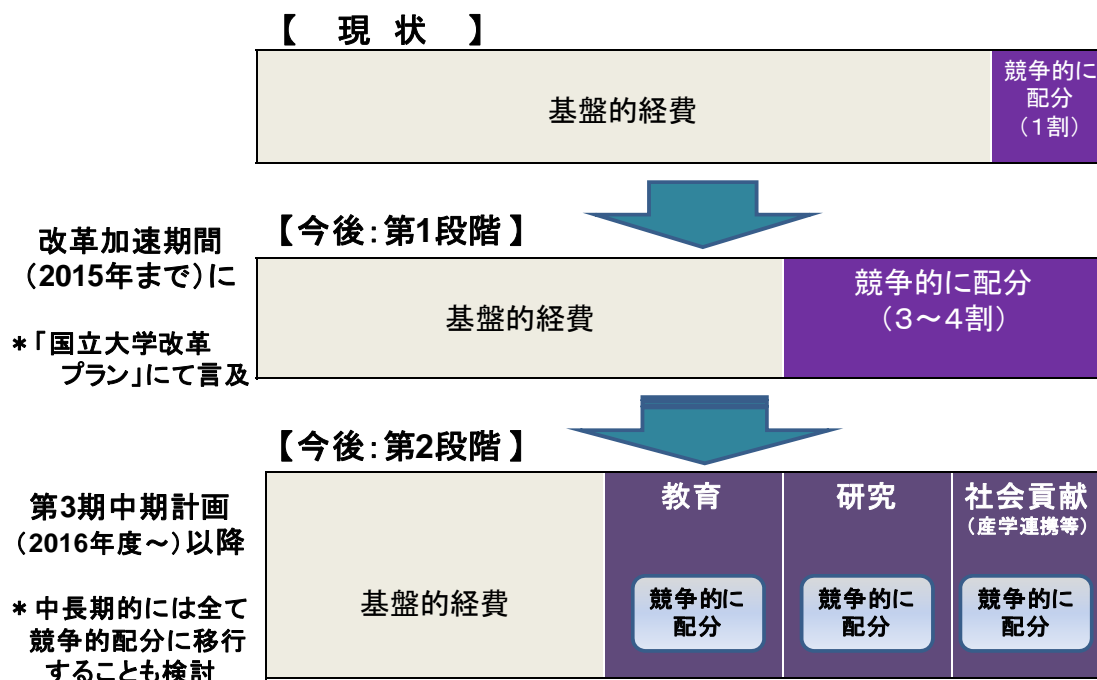 【　現 状　】
基盤的経費
競争的に
配分
（1割）
【今後：第1段階】
改革加速期間
（2015年まで）に
＊「国立大学改革
プラン」にて言及
基盤的経費
競争的に配分
（3～4割）
【今後：第2段階】
第3期中期計画
（2016年度～）以降
＊中長期的には全て
競争的配分に移行
することも検討
基盤的経費
教育
競争的に
配分
研究
競争的に
配分
社会貢献
（産学連携等）
競争的に
配分